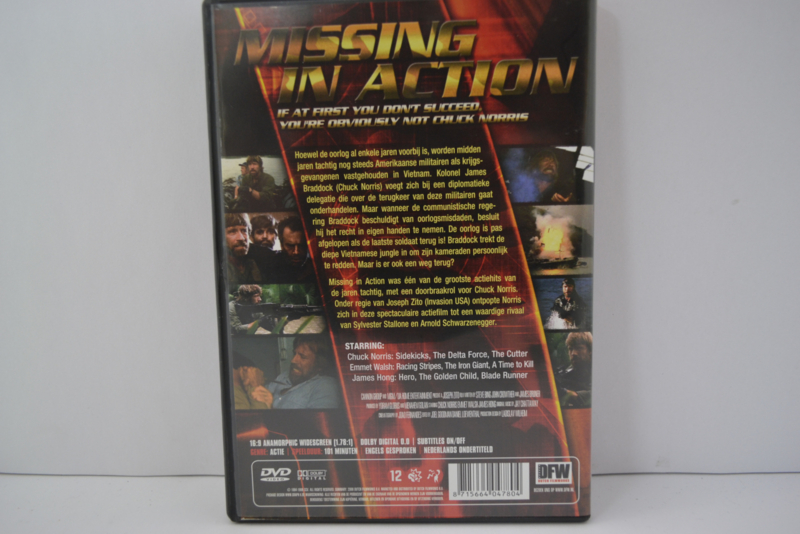 MISSING
IN ACTION
IF AT FIRST YOU DON'T SUCCEED,
YOU'RE OBVIOUSLY NOT CHUCK NORRIS
Hoewel de oorlog al enkele jaren voorbij is, worden midden
jaren tachtig nog steeds Amerikaanse militairen als krijgs-
gevangenen vastgehouden in Vietnam. Kolonel James
Braddock (Chuck Norris) voegt zich bij een diplomatieke
delegatie die over de terugkeer van deze militairen gaat
onderhandelen. Maar wanneer de communistische rege-
ring Braddock beschuldigt van oorlogsmisdaden, besluit
hij het recht in eigen handen te nemen. De oorlog is pas
afgelopen als de laatste soldaat terug is! Braddock trekt de
diepe Vietnamese jungle in om zijn kameraden persoonlijk
te redden. Maar is er ook een weg terug?
Missing in Action was één van de grootste actiehits van
de jaren tachtig, met een doorbraakrol voor Chuck Norris.
Onder regie van Joseph Zito (Invasion USA) ontpopte Norris
zich in deze spectaculaire actiefilm tot een waardige rivaal
van Sylvester Stallone en Arnold Schwarzenegger.
STARRING:
Chuck Norris: Sidekicks, The Delta Force, The Cutter
Emmet Walsh: Racing Stripes, The Iron Giant, A Time to Kill
James Hong: Hero, The Golden Child, Blade Runner
16:9 ANAMORPHIC WIDESCREEN (1.78:1) | DOLBY DIGITAL 0.0 | SUBTITLES ON/OFF
GENRE: ACTIE | SPEELDUUR: 101 MINUTEN | ENGELS GESPROKEN | NEDERLANDS ONDERTITELD
DVD
VIDEO
DOLBY
DIGITAL
12
8 715664 047804
DFW
DUTCH FILMWORKS